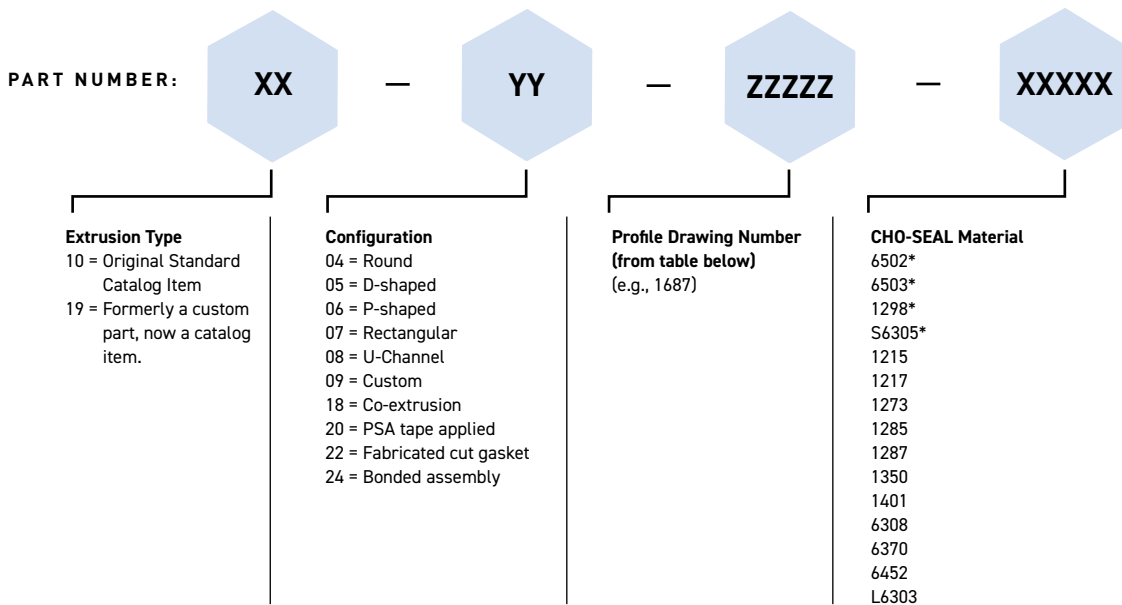 PART NUMBER: XX — YY — ZZZZZ — XXXXX
Extrusion Type
10 = Original Standard
Catalog Item
19 = Formerly a custom
part, now a catalog
item.
Configuration
04 = Round
05 = D-shaped
06 = P-shaped
07 = Rectangular
08 = U-Channel
09 = Custom
18 = Co-extrusion
20 = PSA tape applied
22 = Fabricated cut gasket
24 = Bonded assembly
Profile Drawing Number
(from table below)
(e.g., 1687)
CHO-SEAL Material
6502*
6503*
1298*
S6305*
1215
1217
1273
1285
1287
1350
1401
6308
6370
6452
L6303